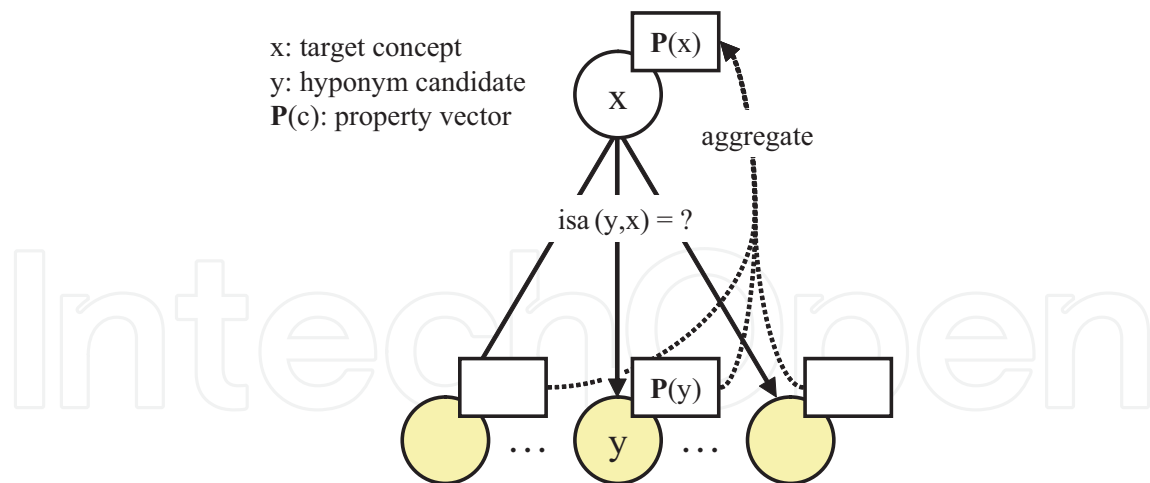 P(x)
x: target concept
y: hyponym candidate
P(c): property vector
x
aggregate
isa (y,x) = ?
IntechOpen
P(y)
... y ...